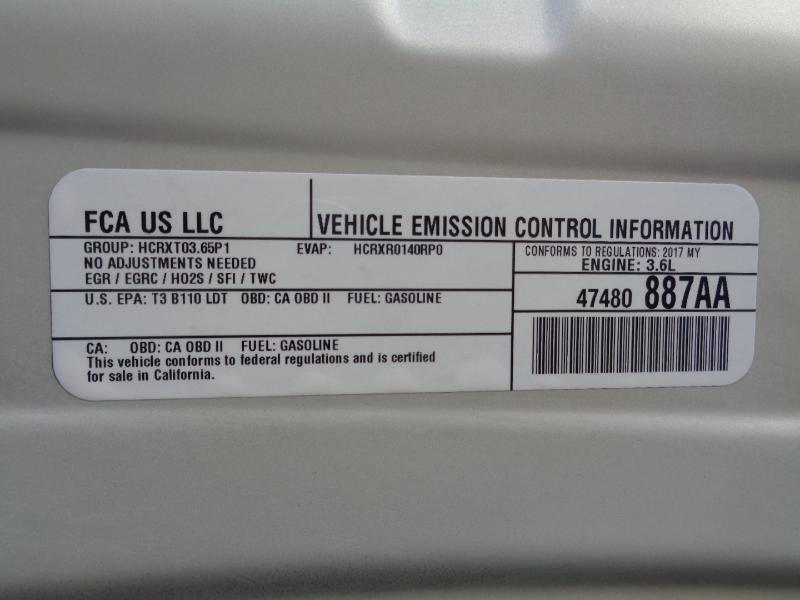 FCA US LLC
VEHICLE EMISSION CONTROL INFORMATION
GROUP: HCRXT03.65P1 EVAP: HCRXR0140RP0
NO ADJUSTMENTS NEEDED
EGR / EGRC / HO2S / SFI / TWC
CONFORMS TO REGULATIONS: 2017 MY
ENGINE: 3.6L
U.S. EPA: T3 B110 LDT OBD: CA OBD II FUEL: GASOLINE
47480 887AA
CA: OBD: CA OBD II FUEL: GASOLINE
This vehicle conforms to federal regulations and is certified
for sale in California.